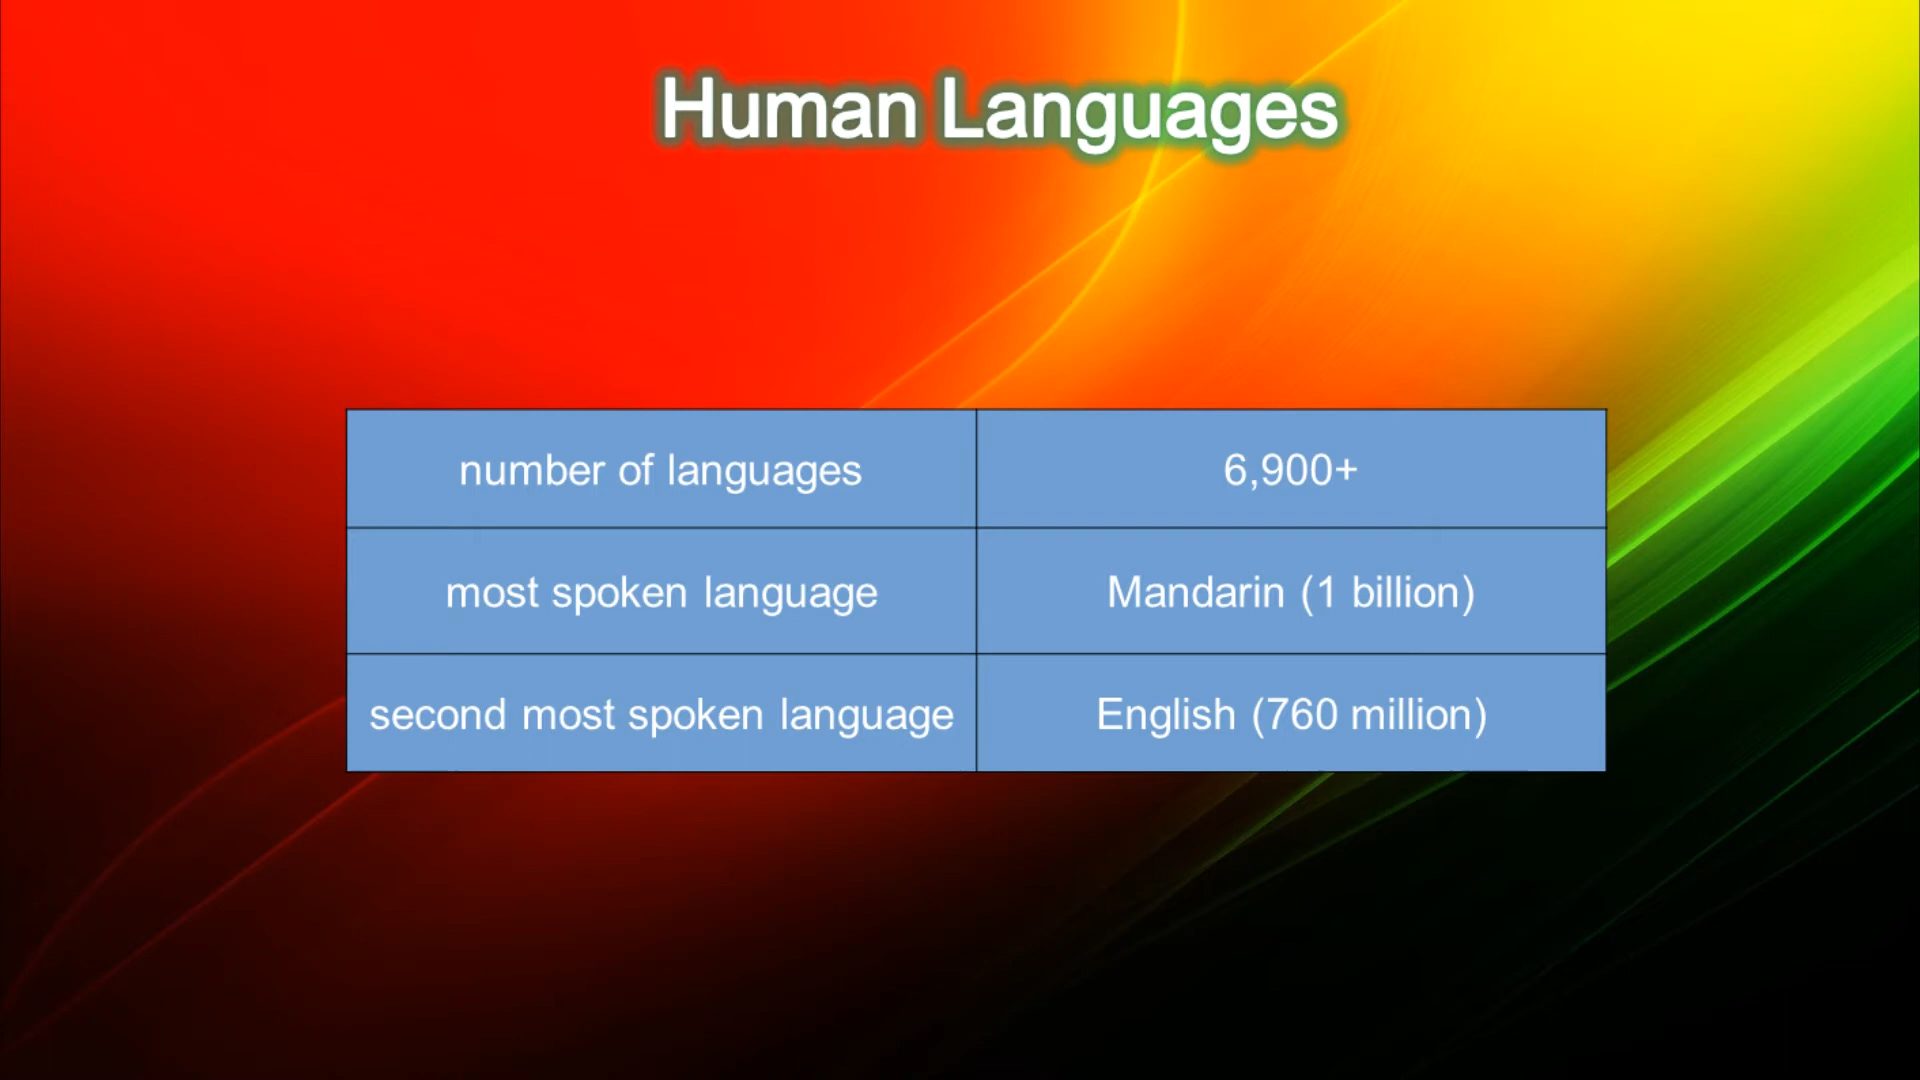 Human Languages
number of languages 6,900+
most spoken language Mandarin (1 billion)
second most spoken language English (760 million)